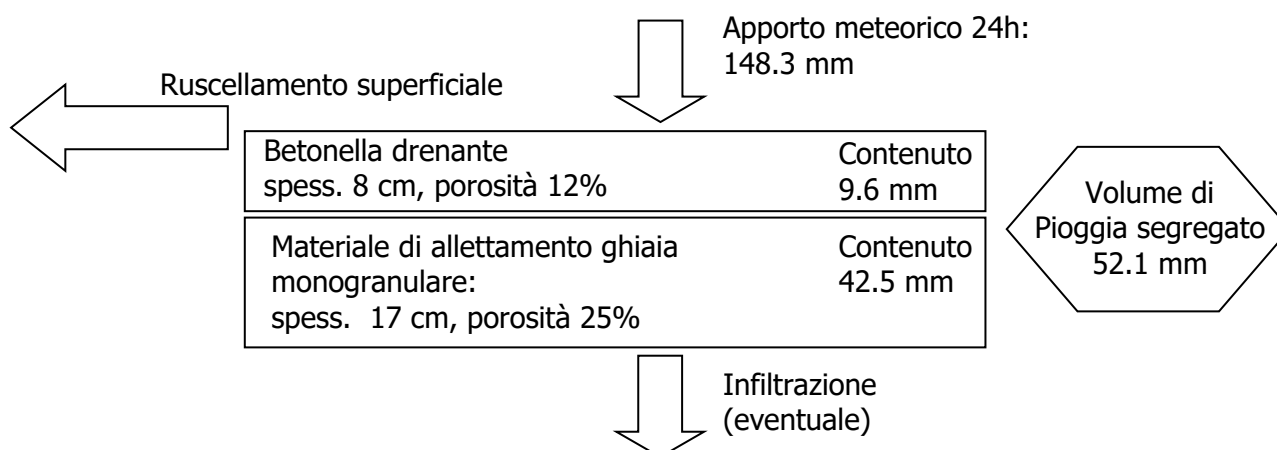 Apporto meteorico 24h:
148.3 mm
Ruscellamento superficiale
Betonella drenante
spess. 8 cm, porosità 12%
Contenuto
9.6 mm
Materiale di allettamento ghiaia
monogranulare:
spess.  17 cm, porosità 25%
Contenuto
42.5 mm
Volume di
Pioggia segregato
52.1 mm
Infiltrazione
(eventuale)